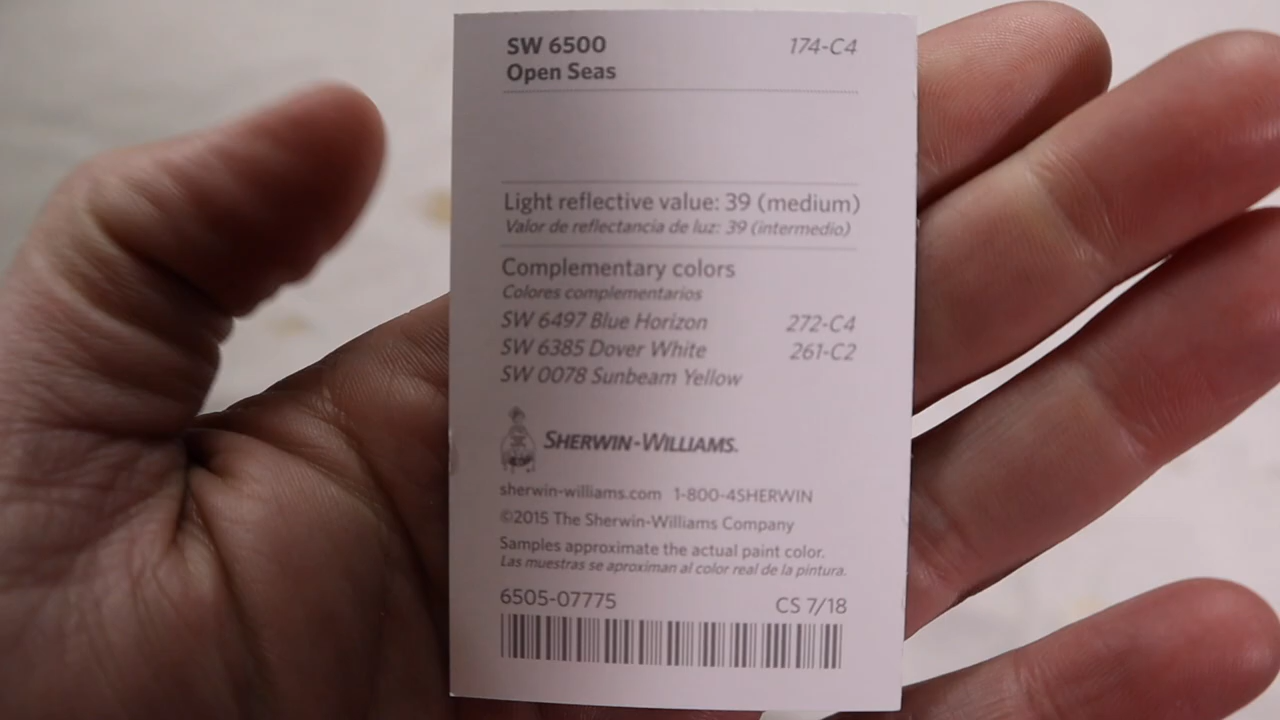 SW 6500 174-C4
Open Seas
Light reflective value: 39 (medium)
Valor de reflectancia de luz: 39 (intermedio)
Complementary colors
Colores complementarios
SW 6497 Blue Horizon 272-C4
SW 6385 Dover White 261-C2
SW 0078 Sunbeam Yellow
SHERWIN-WILLIAMS.
sherwin-williams.com 1-800-4SHERWIN
©2015 The Sherwin-Williams Company
Samples approximate the actual paint color.
Las muestras se aproximan al color real de la pintura.
6505-07775 CS 7/18